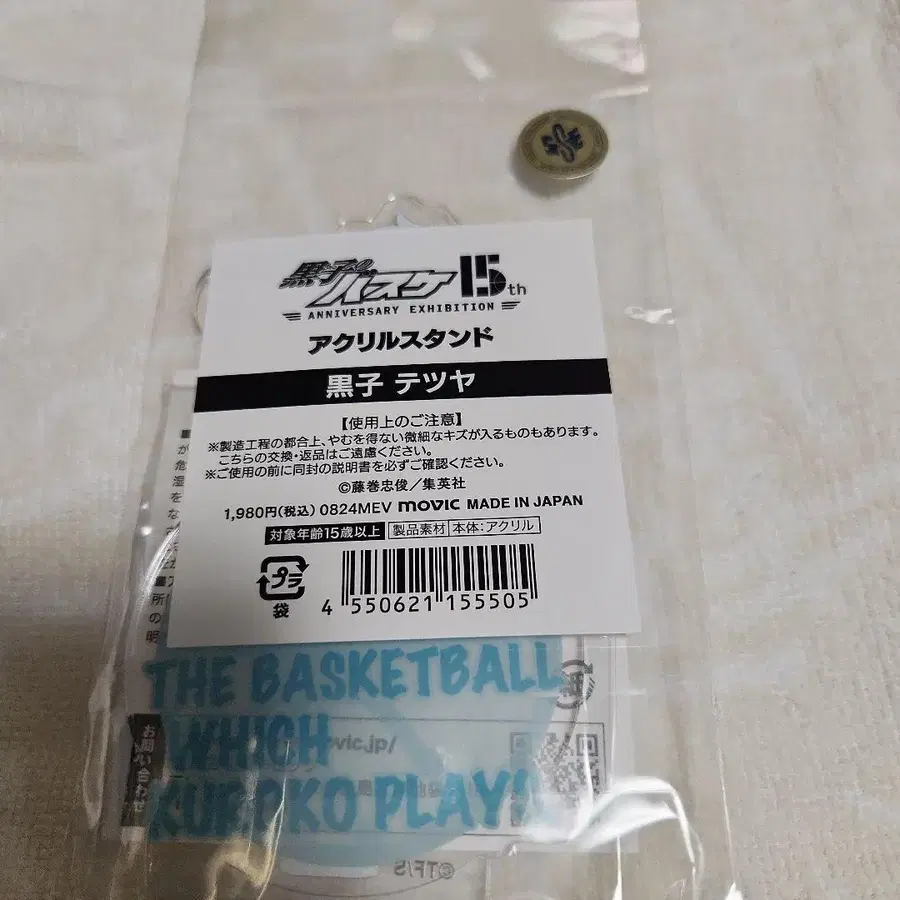 黒子のバスケ 15th
ANNIVERSARY EXHIBITION
アクリルスタンド
黒子 テツヤ
【使用上のご注意】
※製造工程の都合上、やむを得ない微細なキズが入るものもあります。
こちらの交換・返品はご遠慮ください。
※ご使用の前に同封の説明書を必ずご確認ください。
©藤巻忠俊／集英社
1,980円(税込) 0824MEV movic MADE IN JAPAN
対象年齢15歳以上 製品素材 本体:アクリル
プラ
袋
4 550621 155505
THE BASKETBALL
WHICH
KUROKO PLAY!!
vic.jp/
お問い合わせ
©TF/S